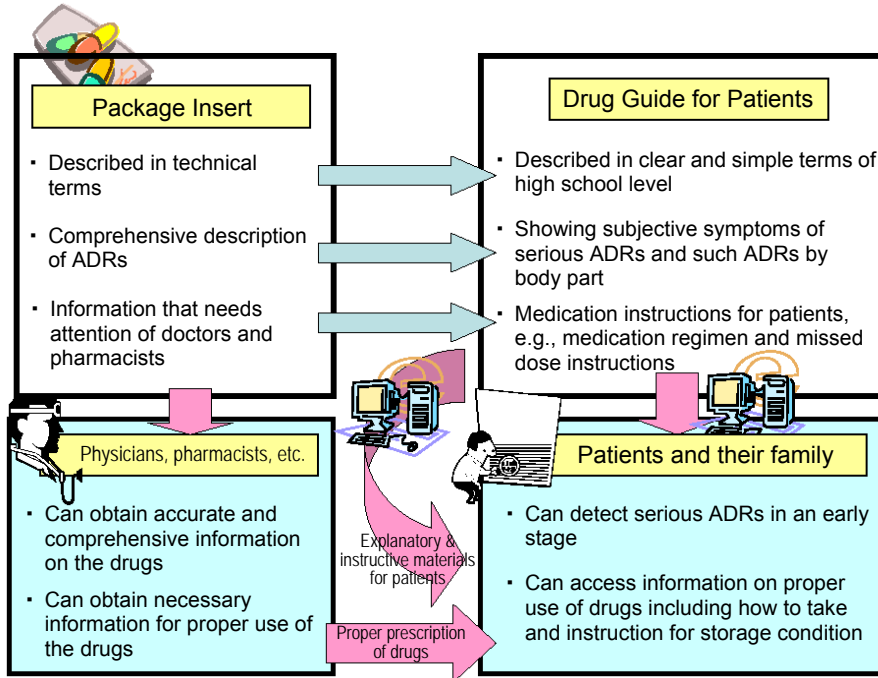 Package Insert
· Described in technical
terms
· Comprehensive description
of ADRs
· Information that needs
attention of doctors and
pharmacists
Drug Guide for Patients
· Described in clear and simple terms of
high school level
· Showing subjective symptoms of
serious ADRs and such ADRs by
body part
· Medication instructions for patients,
e.g., medication regimen and missed
dose instructions
Physicians, pharmacists, etc.
· Can obtain accurate and
comprehensive information
on the drugs
· Can obtain necessary
information for proper use of
the drugs
Explanatory &
instructive materials
for patients
Proper prescription
of drugs
Patients and their family
· Can detect serious ADRs in an early
stage
· Can access information on proper
use of drugs including how to take
and instruction for storage condition